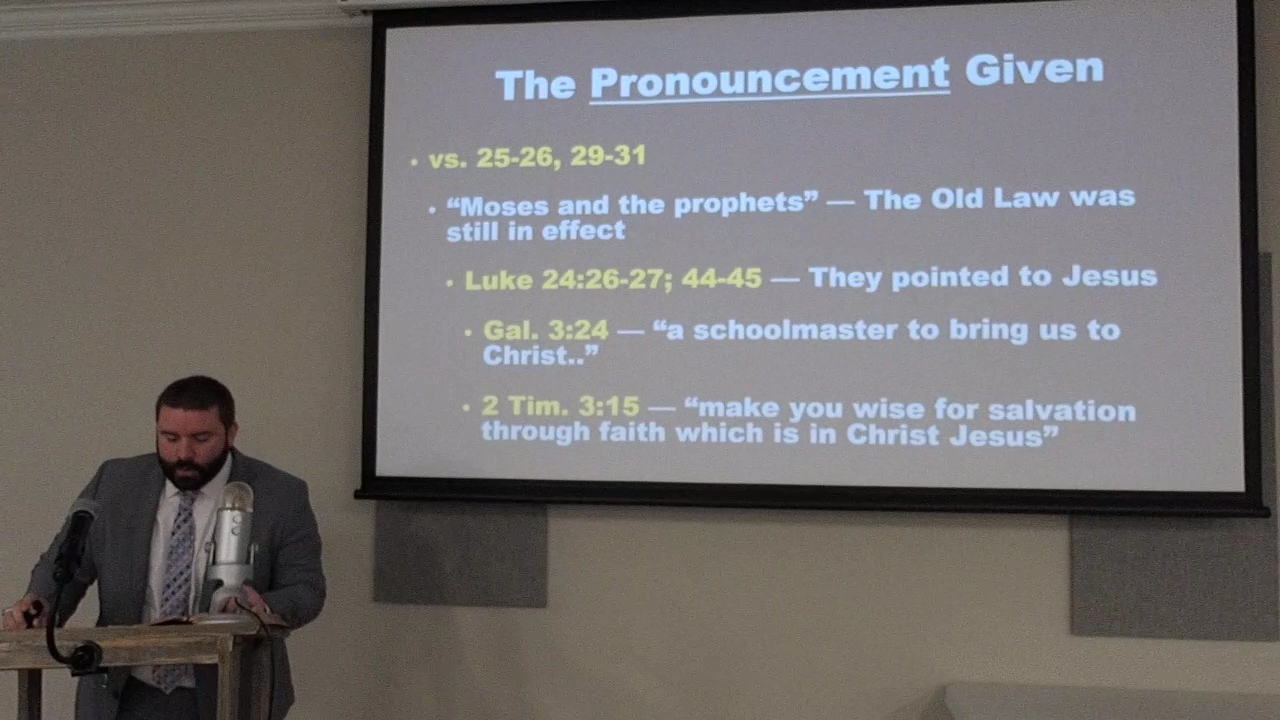 The Pronouncement Given
• vs. 25-26, 29-31
• “Moses and the prophets” — The Old Law was
still in effect
• Luke 24:26-27; 44-45 — They pointed to Jesus
• Gal. 3:24 — “a schoolmaster to bring us to
Christ..”
• 2 Tim. 3:15 — “make you wise for salvation
through faith which is in Christ Jesus”